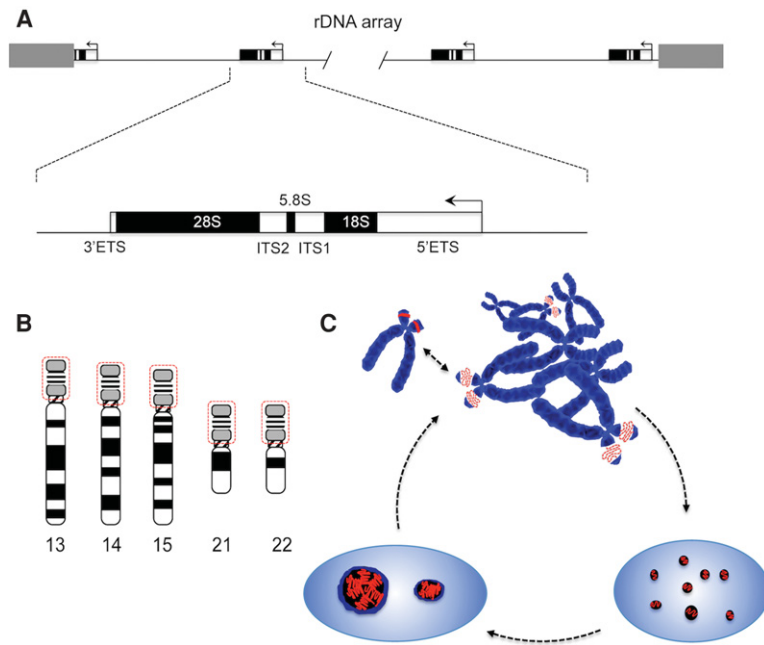 A
rDNA array
5.8S
28S
18S
3'ETS ITS2 ITS1 5'ETS
B
C
13 14 15 21 22